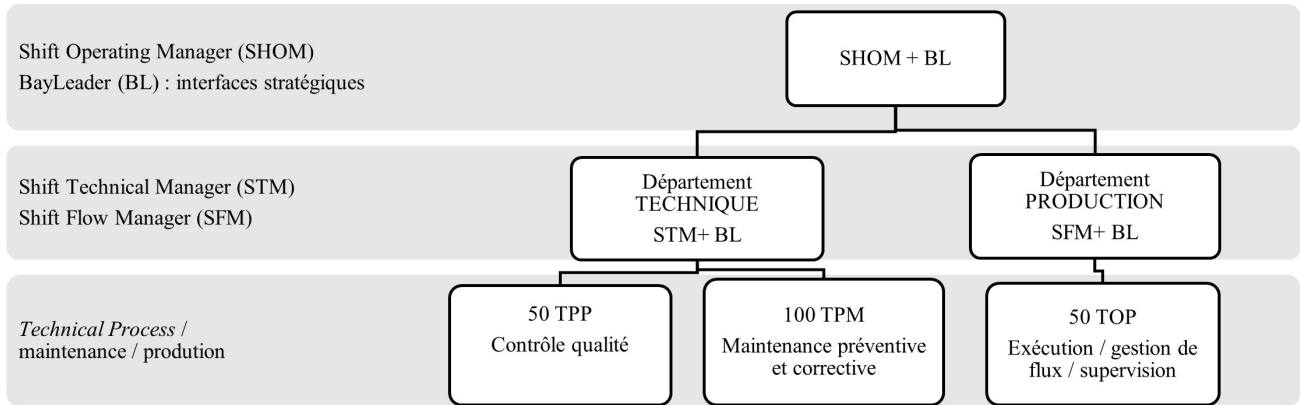 Shift Operating Manager (SHOM)
BayLeader (BL) : interfaces stratégiques
SHOM + BL
Shift Technical Manager (STM)
Shift Flow Manager (SFM)
Département
TECHNIQUE
STM+ BL
Département
PRODUCTION
SFM+ BL
Technical Process /
maintenance / prodution
50 TPP
Contrôle qualité
100 TPM
Maintenance préventive
et corrective
50 TOP
Exécution / gestion de
flux / supervision